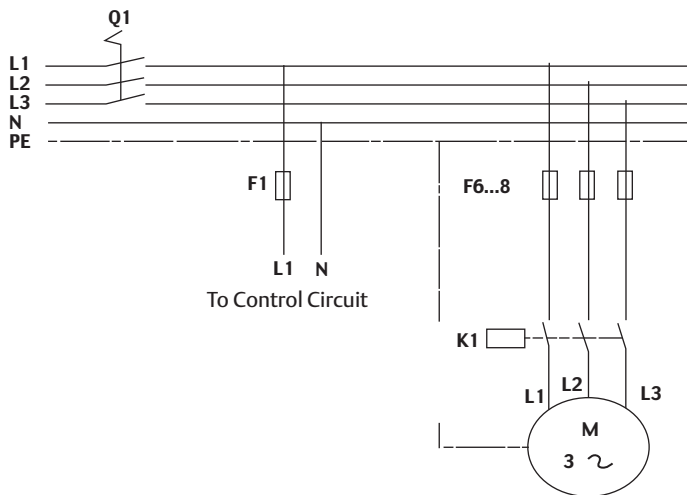 Q1
L1
L2
L3
N
PE
F1
F6...8
L1 N
To Control Circuit
K1
L1 L2 L3
M
3